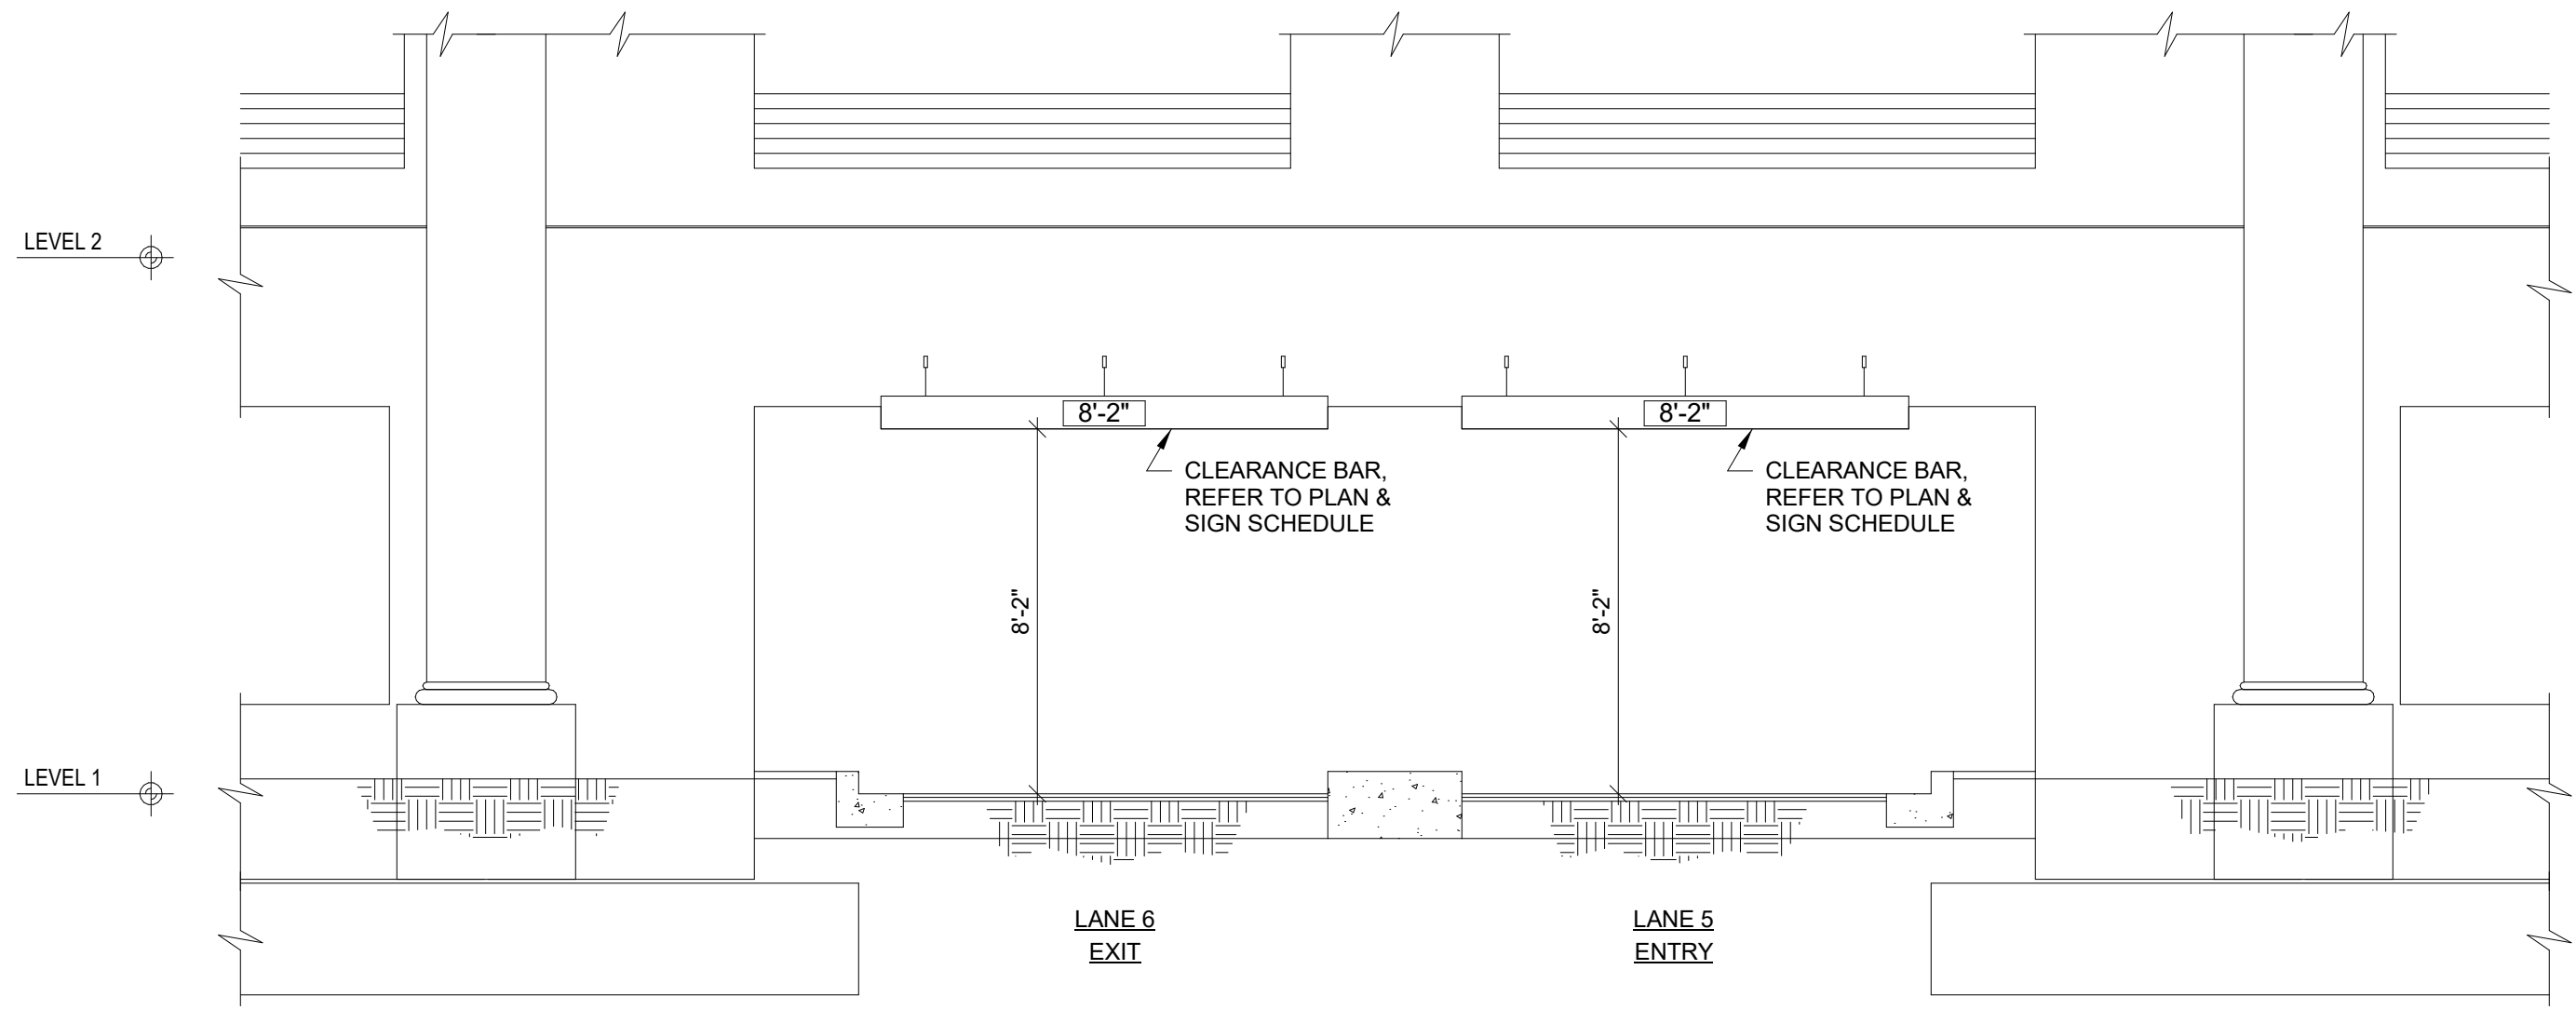 LEVEL 2
8'-2"
8'-2"
CLEARANCE BAR,
REFER TO PLAN &
SIGN SCHEDULE
CLEARANCE BAR,
REFER TO PLAN &
SIGN SCHEDULE
8'-2"
8'-2"
LEVEL 1
LANE 6
EXIT
LANE 5
ENTRY